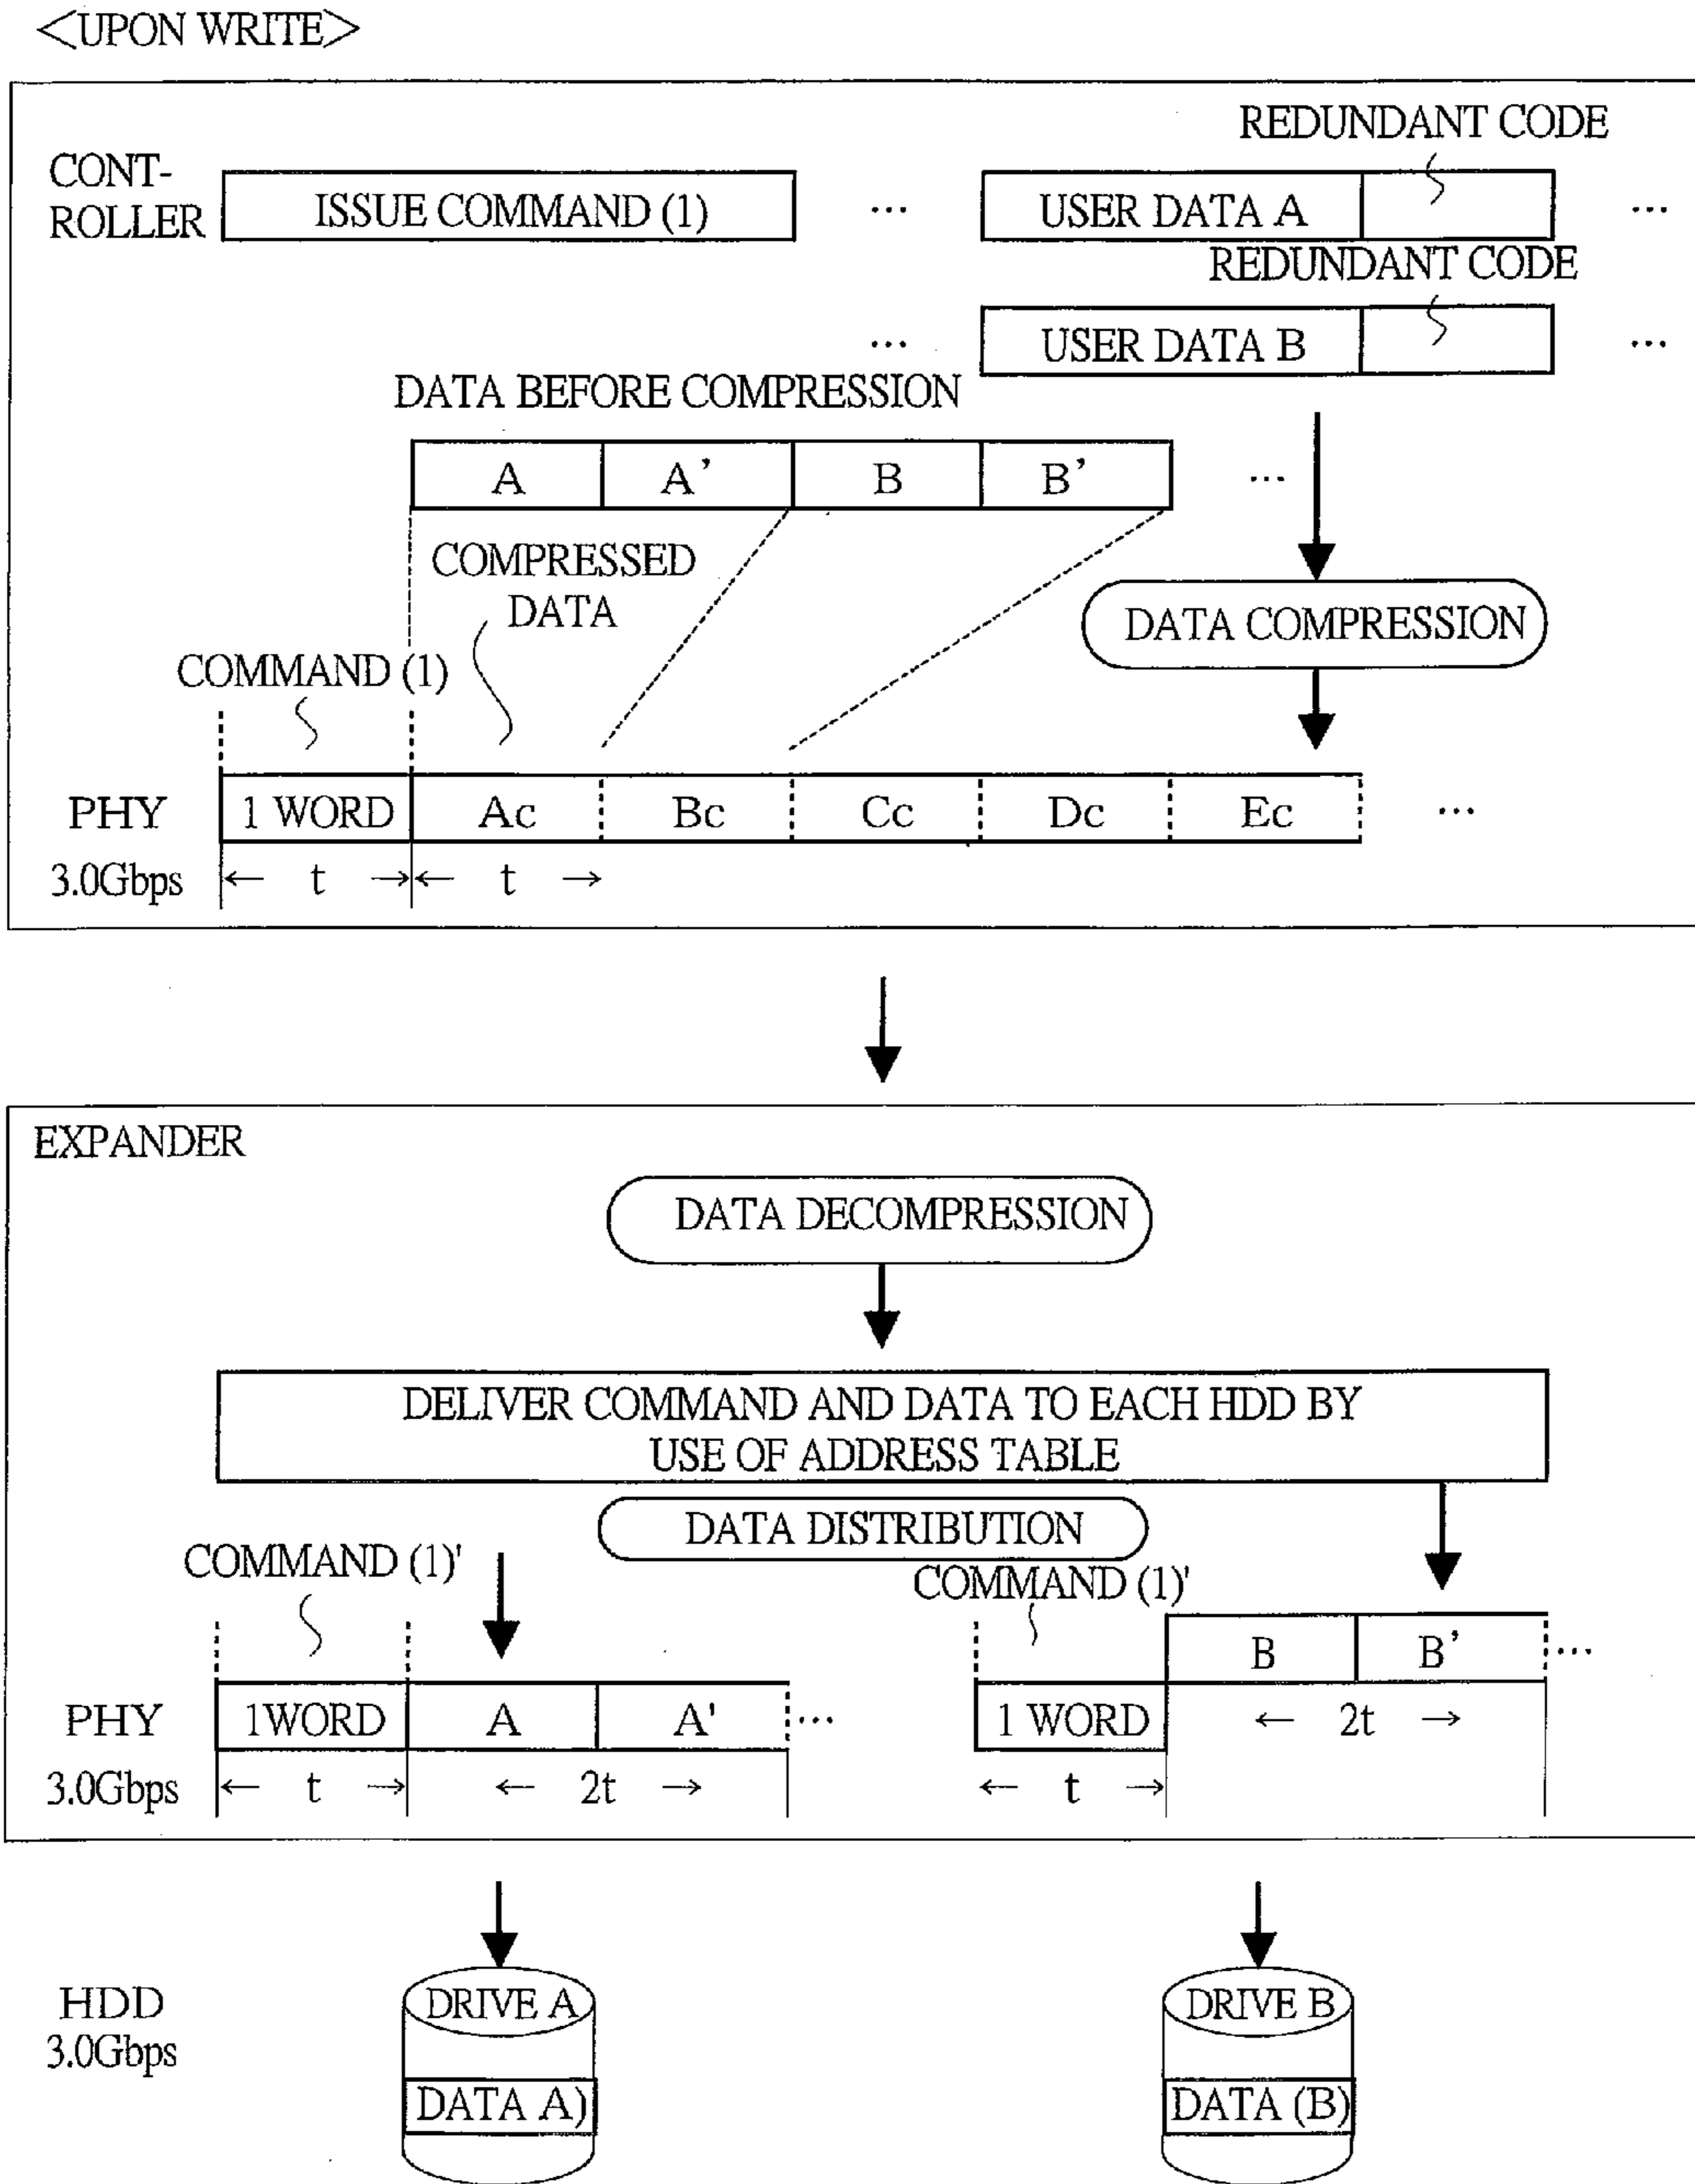 <UPON WRITE>
REDUNDANT CODE
CONT-
ROLLER
ISSUE COMMAND (1)
...
USER DATA A
...
REDUNDANT CODE
...
USER DATA B
...
DATA BEFORE COMPRESSION
A
A’
B
B’
...
COMPRESSED
DATA
DATA COMPRESSION
COMMAND (1)
PHY
1 WORD
Ac
Bc
Cc
Dc
Ec
...
3.0Gbps
← t →
← t →
EXPANDER
DATA DECOMPRESSION
DELIVER COMMAND AND DATA TO EACH HDD BY
USE OF ADDRESS TABLE
DATA DISTRIBUTION
COMMAND (1)'
COMMAND (1)'
B
B’
...
PHY
1WORD
A
A'
...
1 WORD
← 2t →
3.0Gbps
← t →
← 2t →
← t →
HDD
3.0Gbps
DRIVE A
DRIVE B
DATA A)
DATA (B)